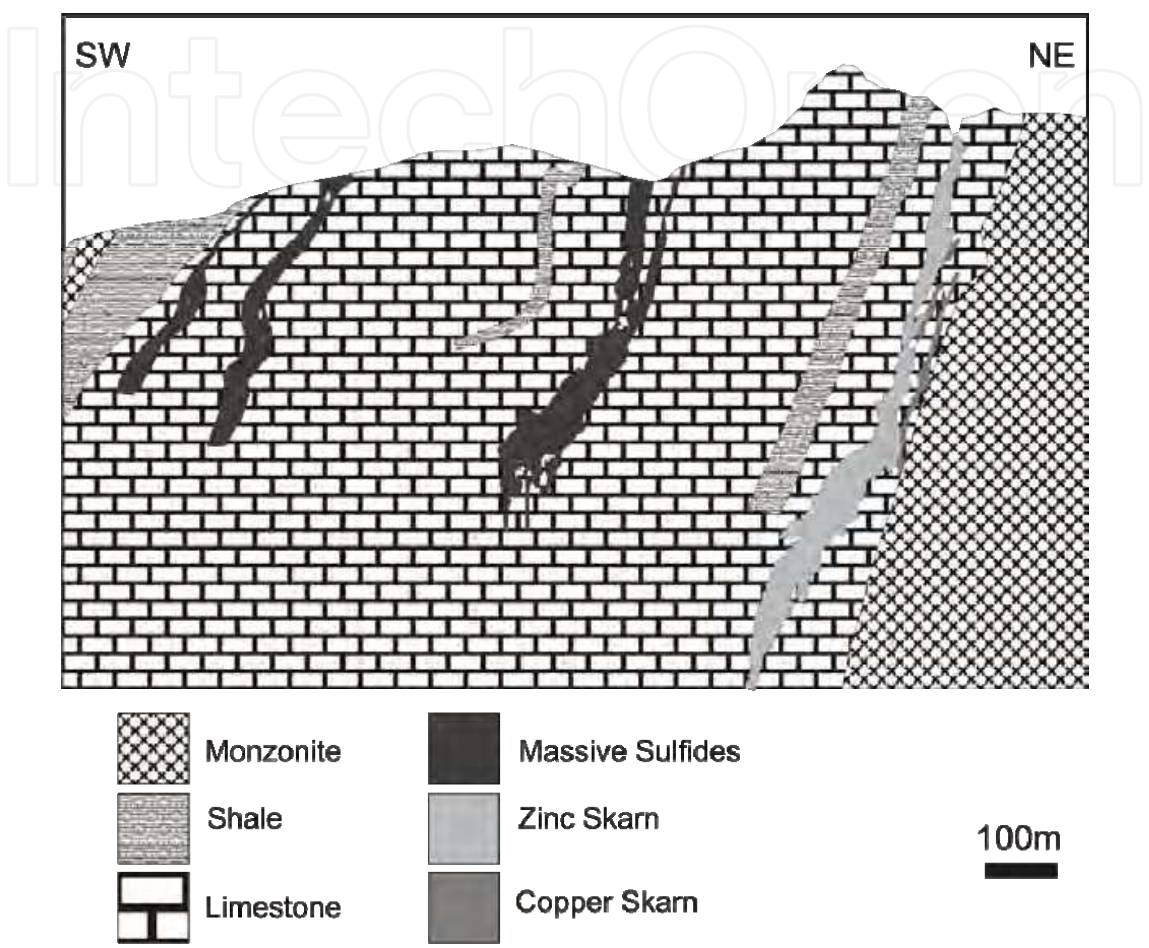 IntechOpen
SW
NE
Monzonite
Massive Sulfides
Shale
Zinc Skarn
100m
Limestone
Copper Skarn